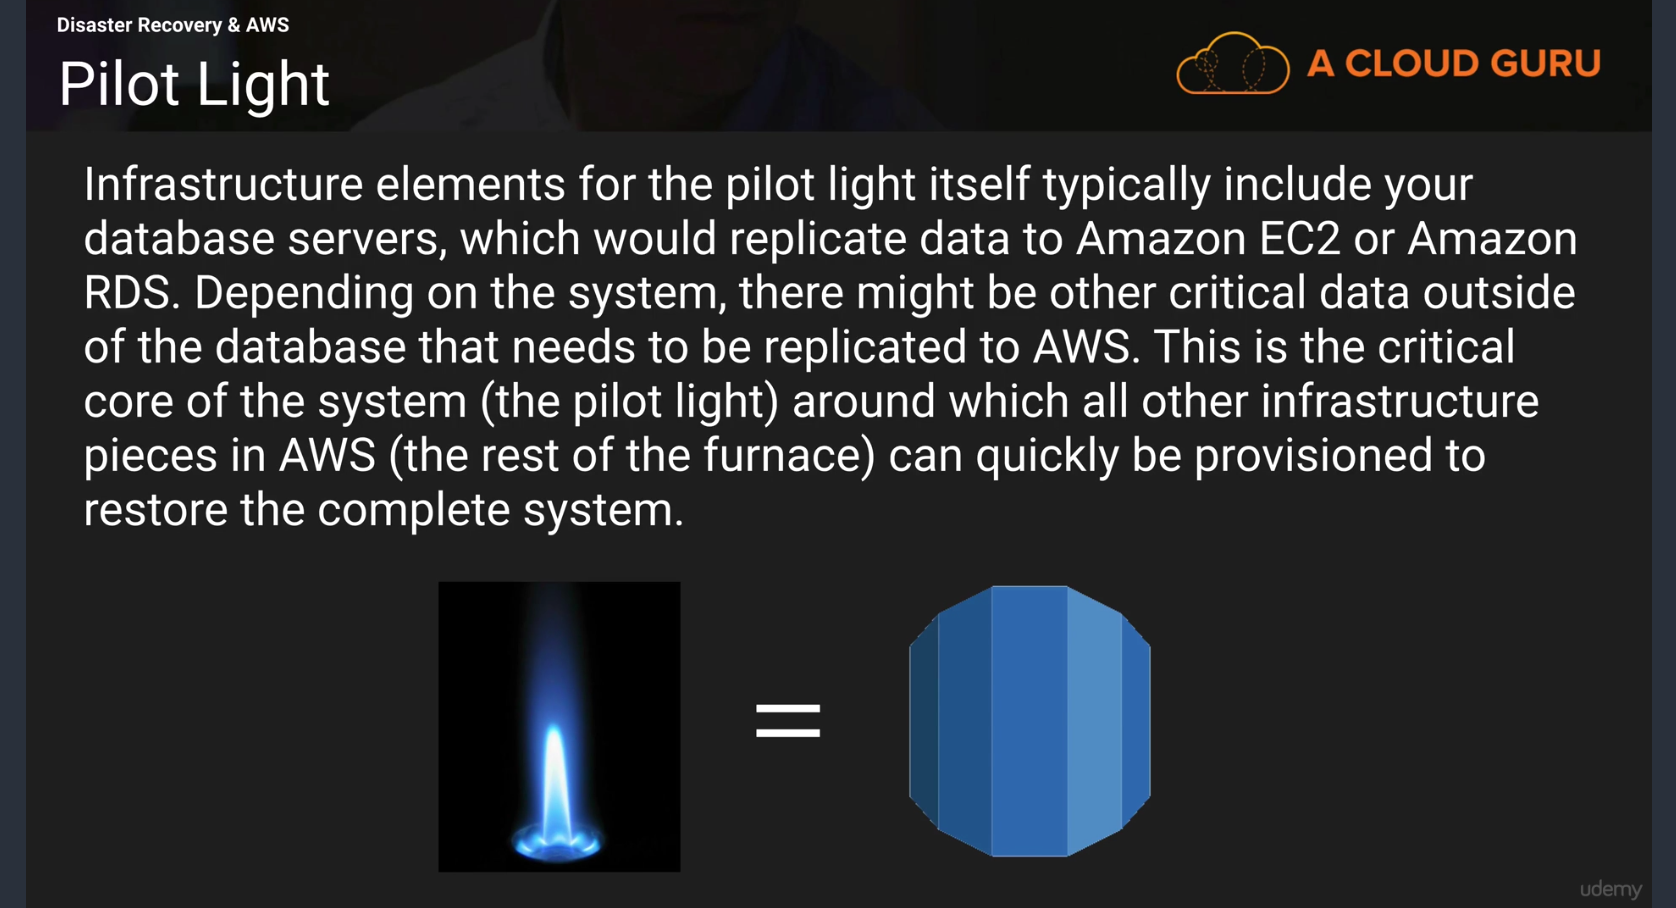 Disaster Recovery & AWS
Pilot Light
A CLOUD GURU
Infrastructure elements for the pilot light itself typically include your
database servers, which would replicate data to Amazon EC2 or Amazon
RDS. Depending on the system, there might be other critical data outside
of the database that needs to be replicated to AWS. This is the critical
core of the system (the pilot light) around which all other infrastructure
pieces in AWS (the rest of the furnace) can quickly be provisioned to
restore the complete system.
=
udemy